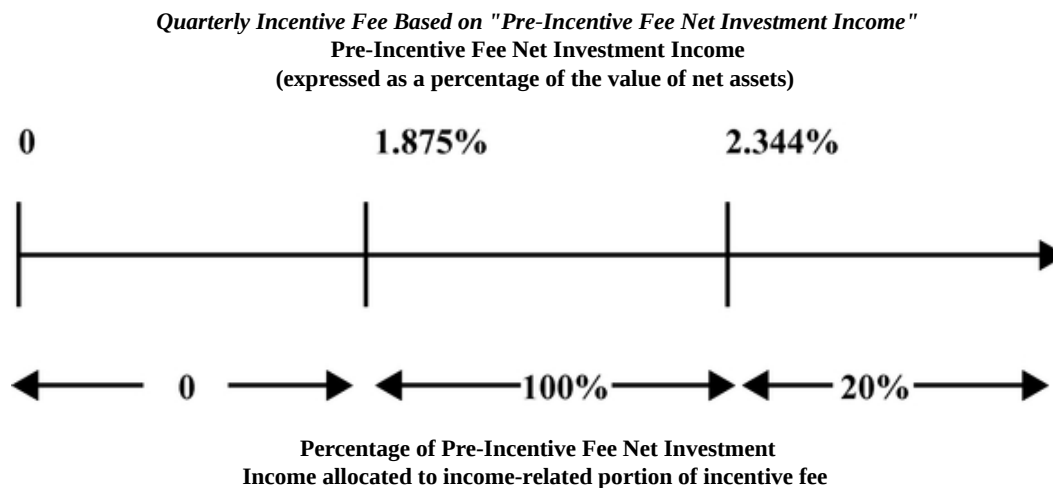 Quarterly Incentive Fee Based on "Pre-Incentive Fee Net Investment Income"
Pre-Incentive Fee Net Investment Income
(expressed as a percentage of the value of net assets)
0 1.875% 2.344%
0 100% 20%
Percentage of Pre-Incentive Fee Net Investment
Income allocated to income-related portion of incentive fee